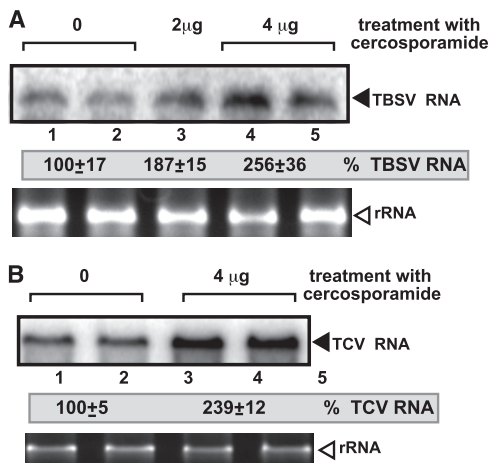 A
0 2µg 4 µg treatment with
cercosporamide
TBSV RNA
1 2 3 4 5
100±17 187±15 256±36 % TBSV RNA
rRNA
B
0 4 µg treatment with
cercosporamide
TCV RNA
1 2 3 4 5
100±5 239±12 % TCV RNA
rRNA